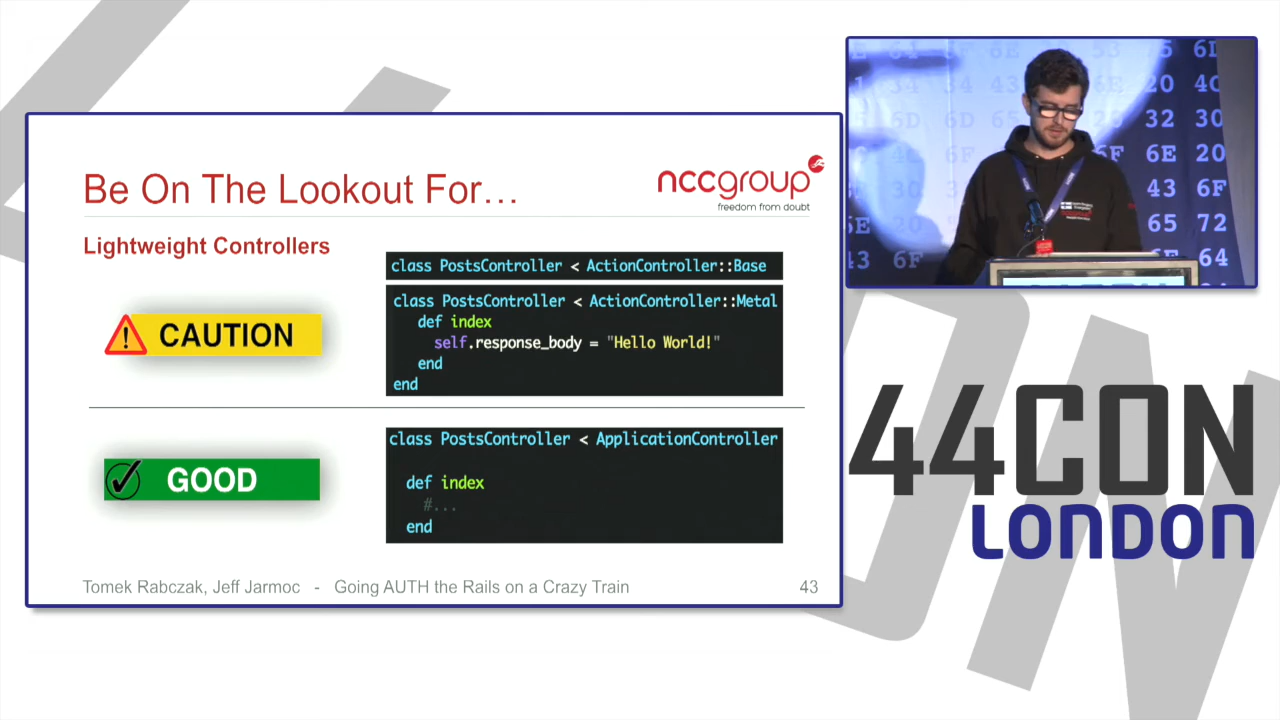 Be On The Lookout For…
nccgroup
freedom from doubt
Lightweight Controllers
class PostsController < ActionController::Base
CAUTION
class PostsController < ActionController::Metal
def index
self.response_body = "Hello World!"
end
end
GOOD
class PostsController < ApplicationController
def index
#...
end
Tomek Rabczak, Jeff Jarmoc - Going AUTH the Rails on a Crazy Train
43
44CON
LONDON